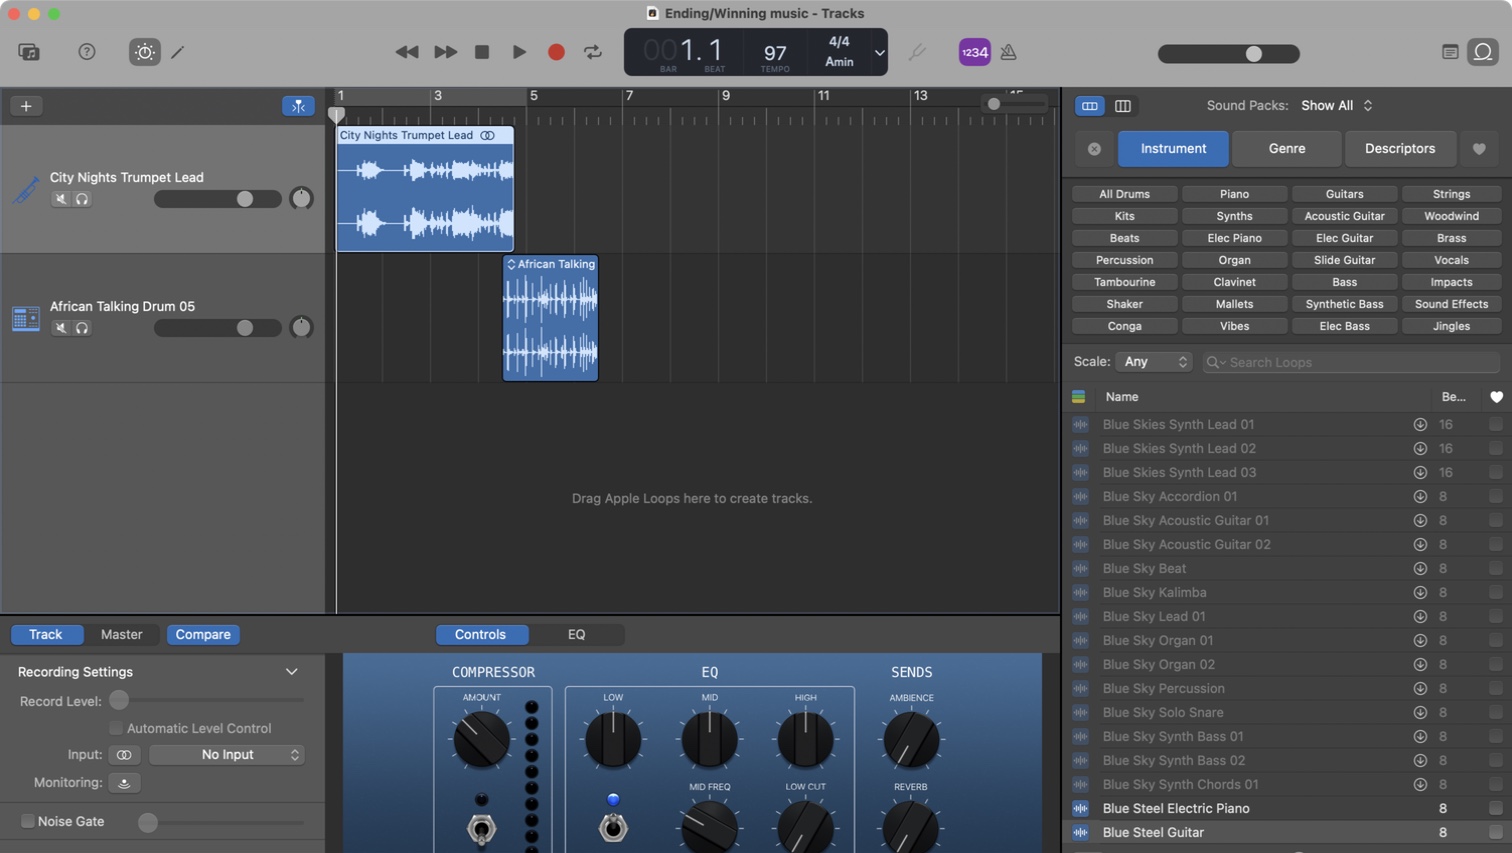 Ending/Winning music - Tracks
001.1
BAR BEAT
97
TEMPO
4/4
Amin
1234
1 3 5 7 9 11 13 15
Sound Packs: Show All
Instrument Genre Descriptors
City Nights Trumpet Lead
City Nights Trumpet Lead
African Talking Drum 05
African Talking
Drag Apple Loops here to create tracks.
All Drums Piano Guitars Strings
Kits Synths Acoustic Guitar Woodwind
Beats Elec Piano Elec Guitar Brass
Percussion Organ Slide Guitar Vocals
Tambourine Clavinet Bass Impacts
Shaker Mallets Synthetic Bass Sound Effects
Conga Vibes Elec Bass Jingles
Scale: Any Search Loops
Name Be...
Blue Skies Synth Lead 01 16
Blue Skies Synth Lead 02 16
Blue Skies Synth Lead 03 16
Blue Sky Accordion 01 8
Blue Sky Acoustic Guitar 01 8
Blue Sky Acoustic Guitar 02 8
Blue Sky Beat 8
Blue Sky Kalimba 8
Blue Sky Lead 01 8
Blue Sky Organ 01 8
Blue Sky Organ 02 8
Blue Sky Percussion 8
Blue Sky Solo Snare 8
Blue Sky Synth Bass 01 8
Blue Sky Synth Bass 02 8
Blue Sky Synth Chords 01 8
Blue Steel Electric Piano 8
Blue Steel Guitar 8
Track Master Compare
Controls EQ
Recording Settings
Record Level:
Automatic Level Control
Input: No Input
Monitoring:
Noise Gate
COMPRESSOR EQ SENDS
AMOUNT LOW MID HIGH AMBIENCE
MID FREQ LOW CUT REVERB